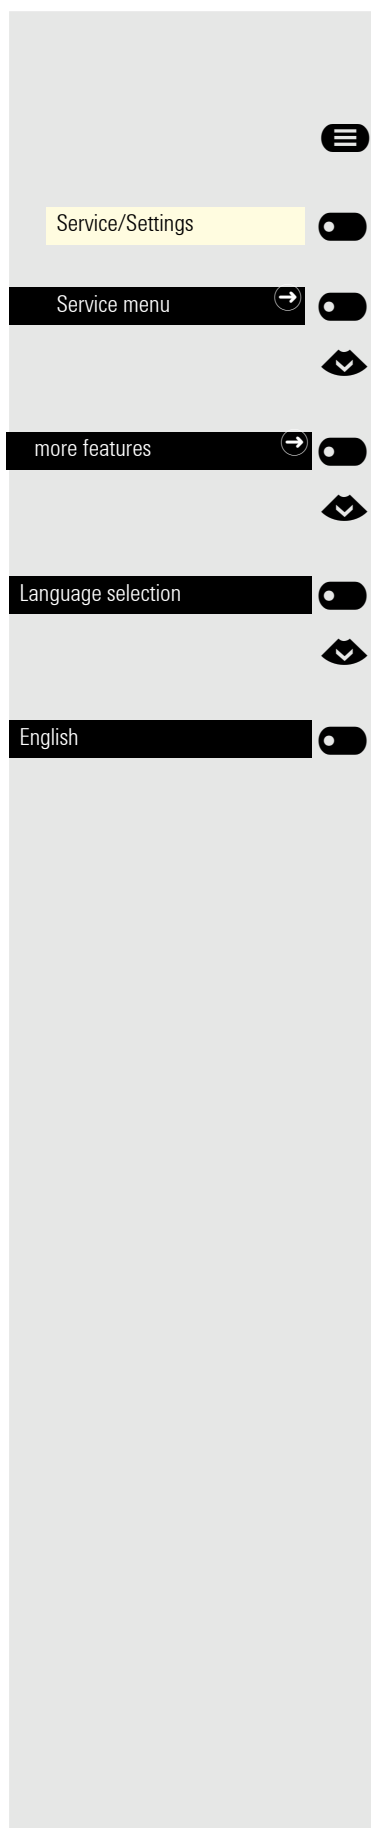 Service/Settings
Service menu
more features
Language selection
English